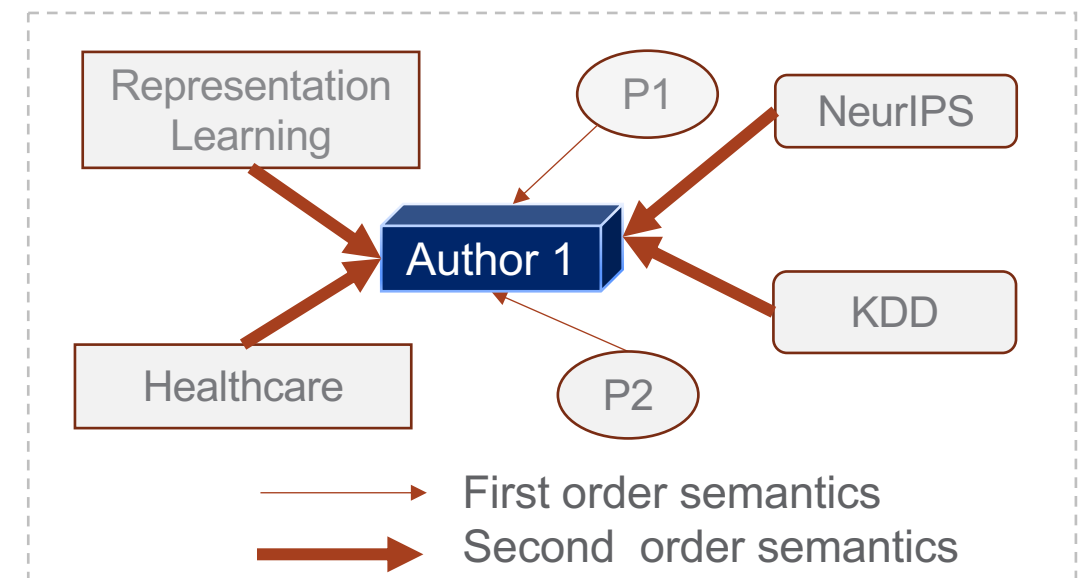 Representation
Learning
P1
NeurIPS
Author 1
Healthcare
P2
KDD
First order semantics
Second order semantics